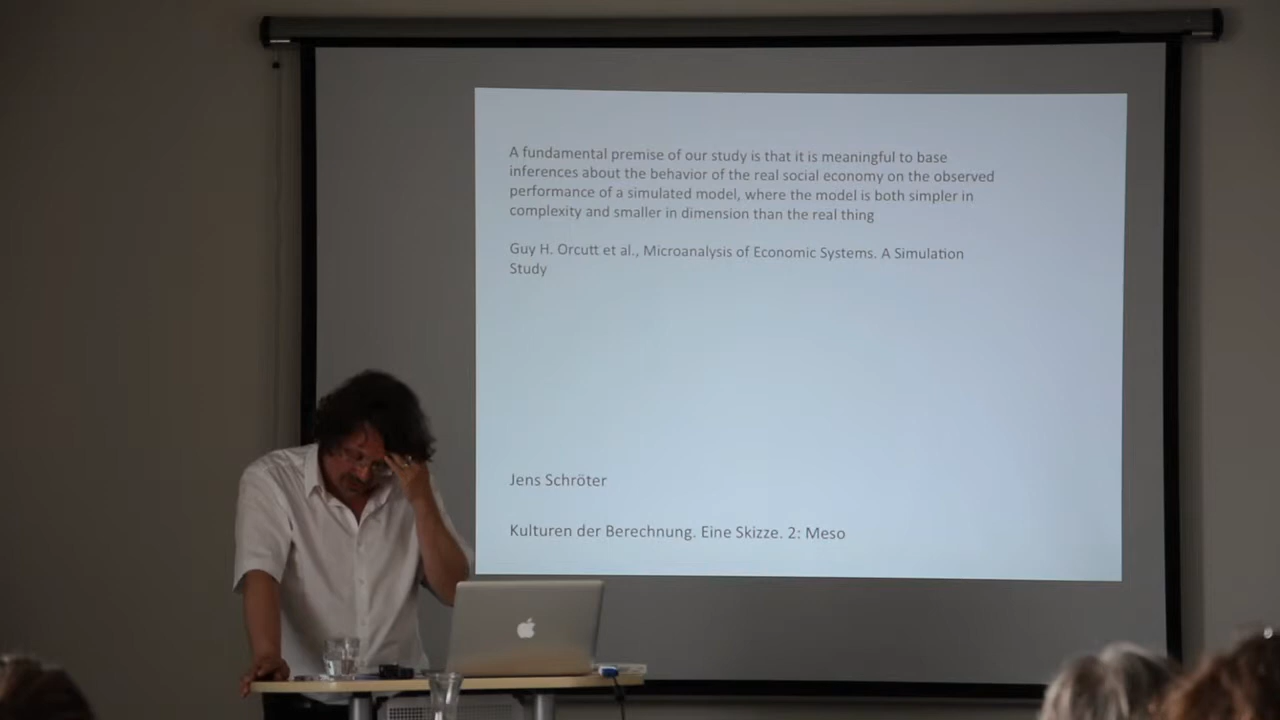 A fundamental premise of our study is that it is meaningful to base
inferences about the behavior of the real social economy on the observed
performance of a simulated model, where the model is both simpler in
complexity and smaller in dimension than the real thing
Guy H. Orcutt et al., Microanalysis of Economic Systems. A Simulation
Study
Jens Schröter
Kulturen der Berechnung. Eine Skizze. 2: Meso